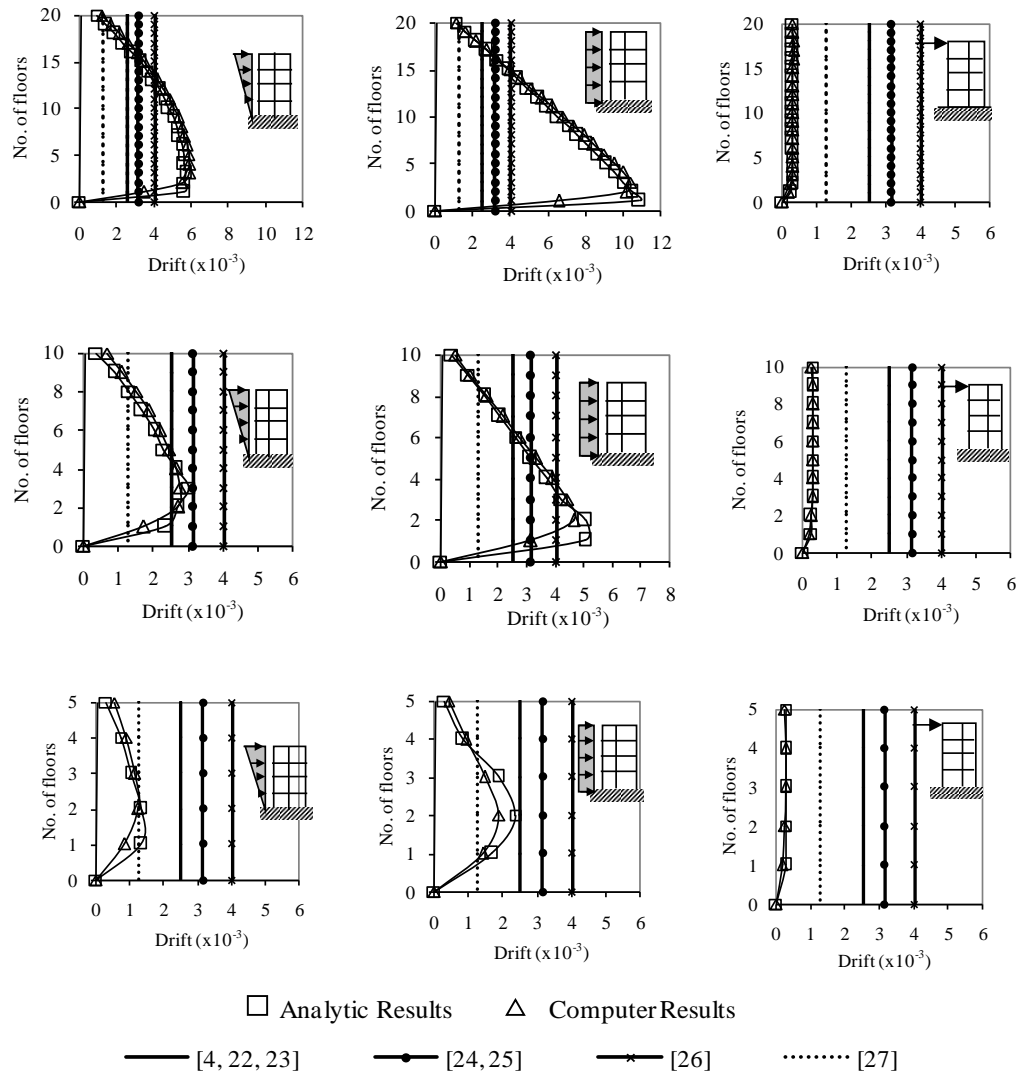 No. of floors
20
15
10
5
0
0 2 4 6 8 10 12
Drift (x10-3)
No. of floors
20
15
10
5
0
0 2 4 6 8 10 12
Drift (x10-3)
No. of floors
20
18
16
14
12
10
8
6
4
2
0
0 1 2 3 4 5 6
Drift (x10-3)
No. of floors
10
8
6
4
2
0
0 1 2 3 4 5 6
Drift (x10-3)
No. of floors
10
8
6
4
2
0
0 1 2 3 4 5 6 7 8
Drift (x10-3)
No. of floors
10
8
6
4
2
0
0 1 2 3 4 5 6
Drift (x10-3)
No. of floors
5
4
3
2
1
0
0 1 2 3 4 5 6
Drift (x10-3)
No. of floors
5
4
3
2
1
0
0 1 2 3 4 5 6
Drift (x10-3)
No. of floors
5
4
3
2
1
0
0 1 2 3 4 5 6
Drift (x10-3)
Analytic Results Computer Results
[4, 22, 23] [24, 25] [26] [27]